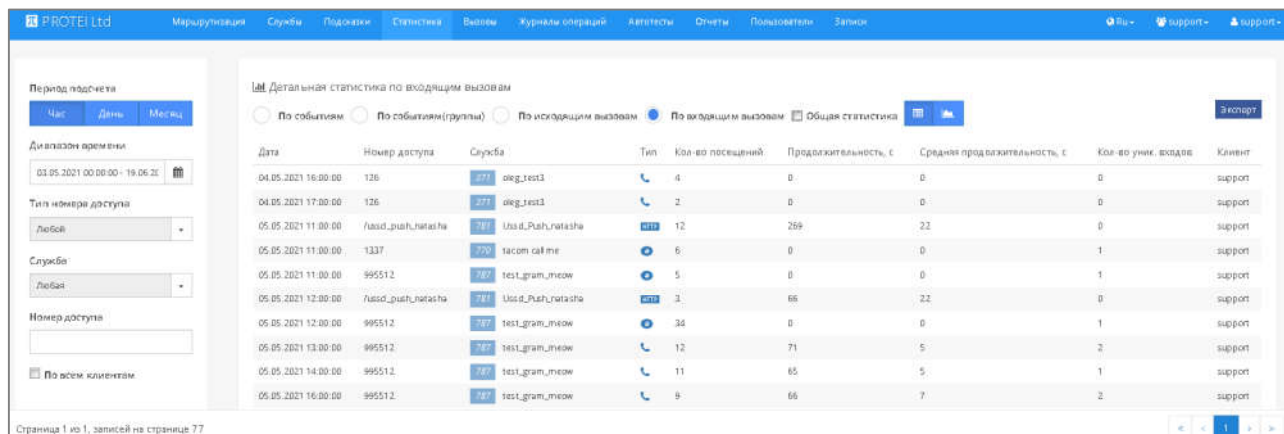 PROTEI Ltd Маршрутизация Службы Подсказки Статистика Вызовы Журналы операций Автотесты Отчеты Пользователи Записи Ru support support
Период подсчета
Час День Месяц
Диапазон времени
03.05.2021 00:00:00 - 19.06.20
Тип номера доступа
Любой
Служба
Любая
Номер доступа
По всем клиентам
Детальная статистика по входящим вызовам
По событиям По событиям(группы) По исходящим вызовам По входящим вызовам Общая статистика Экспорт
Дата Номер доступа Служба Тип Кол-во посещений Продолжительность, с Средняя продолжительность, с Кол-во уник. входов Клиент
04.05.2021 16:00:00 126 371 oleg_test3 4 0 0 0 support
04.05.2021 17:00:00 126 371 oleg_test3 2 0 0 0 support
05.05.2021 11:00:00 /ussd_push_natasha 781 Ussd_Push_natasha HTTP 12 269 22 0 support
05.05.2021 11:00:00 1337 770 tacom call me 6 0 0 1 support
05.05.2021 11:00:00 995512 787 test_gram_meow 5 0 0 1 support
05.05.2021 12:00:00 /ussd_push_natasha 781 Ussd_Push_natasha HTTP 3 66 22 0 support
05.05.2021 12:00:00 995512 787 test_gram_meow 34 0 0 1 support
05.05.2021 13:00:00 995512 787 test_gram_meow 12 71 5 2 support
05.05.2021 14:00:00 995512 787 test_gram_meow 11 65 5 1 support
05.05.2021 16:00:00 995512 787 test_gram_meow 9 66 7 2 support
Страница 1 из 1, записей на странице 77 « < 1 > »